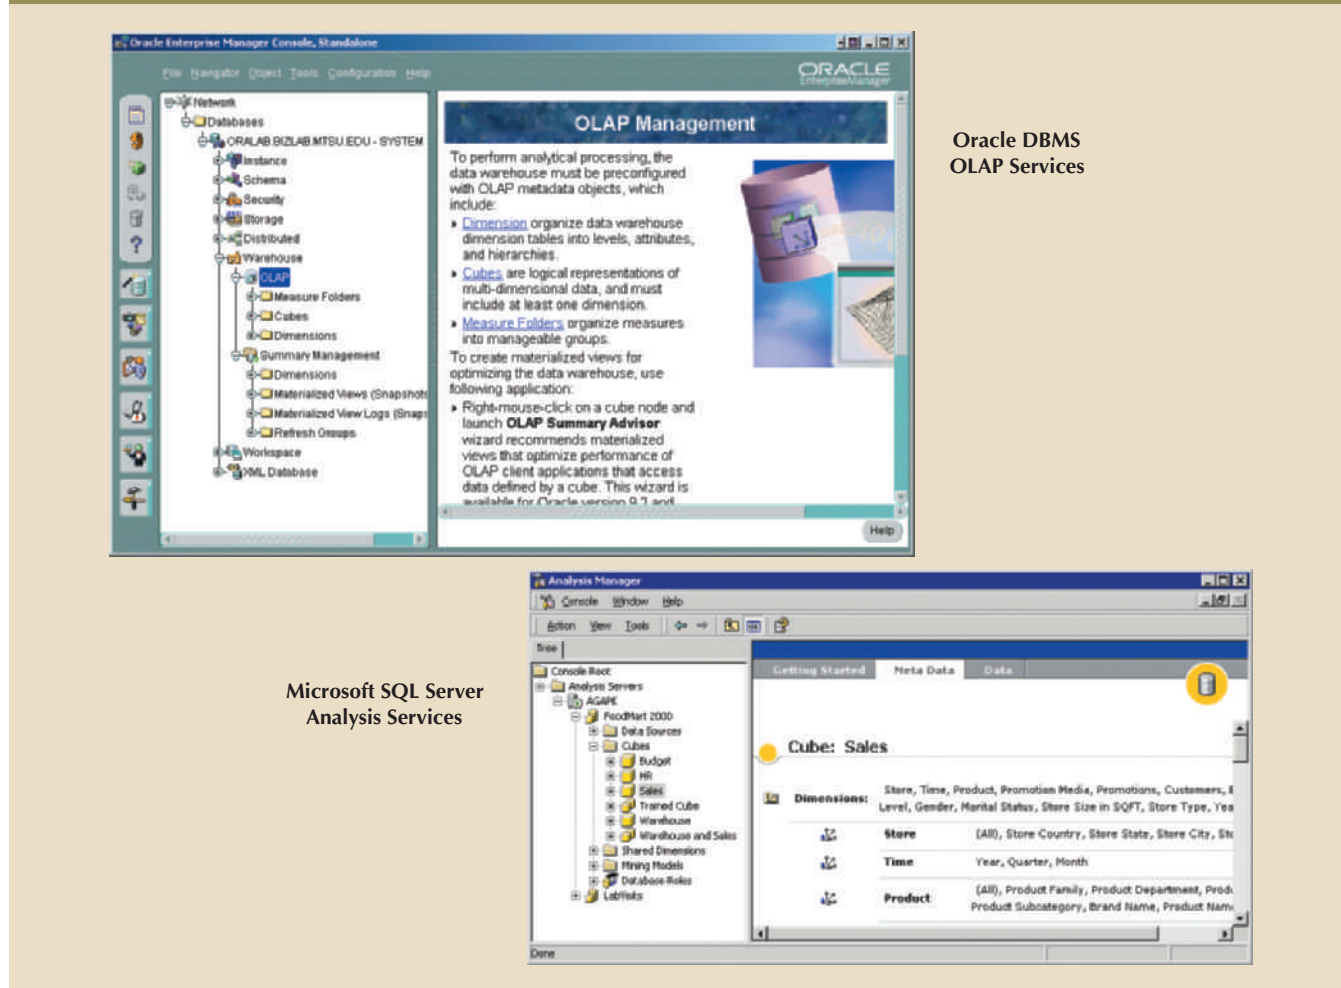 Oracle Enterprise Manager Console, Standalone
File Navigator Object Tools Configuration Help
ORACLE
EnterpriseManager
Network
Databases
ORALAB.BIZLAB.MTSU.EDU - SYSTEM
Instance
Schema
Security
Storage
Distributed
Warehouse
OLAP
Measure Folders
Cubes
Dimensions
Summary Management
Dimensions
Materialized Views (Snapshots
Materialized View Logs (Snaps
Refresh Groups
Workspace
XML Database
OLAP Management
To perform analytical processing, the
data warehouse must be preconfigured
with OLAP metadata objects, which
include:
Dimension organize data warehouse
dimension tables into levels, attributes,
and hierarchies.
Cubes are logical representations of
multi-dimensional data, and must
include at least one dimension.
Measure Folders organize measures
into manageable groups.
To create materialized views for
optimizing the data warehouse, use
following application:
Right-mouse-click on a cube node and
launch OLAP Summary Advisor
wizard recommends materialized
views that optimize performance of
OLAP client applications that access
data defined by a cube. This wizard is
available for Oracle version 9.2 and
Help
Oracle DBMS
OLAP Services
Microsoft SQL Server
Analysis Services
Analysis Manager
Console Window Help
Action View Tools
Tree
Console Root
Analysis Servers
AGAPE
FoodMart 2000
Data Sources
Cubes
Budget
HR
Sales
Trained Cube
Warehouse
Warehouse and Sales
Shared Dimensions
Mining Models
Database Roles
Getting Started Meta Data Data
Cube: Sales
Dimensions: Store, Time, Product, Promotion Media, Promotions, Customers, E
Level, Gender, Marital Status, Store Size in SQFT, Store Type, Yea
Store (All), Store Country, Store State, Store City, Sto
Time Year, Quarter, Month
Product (All), Product Family, Product Department, Produ
Product Subcategory, Brand Name, Product Nam
Done